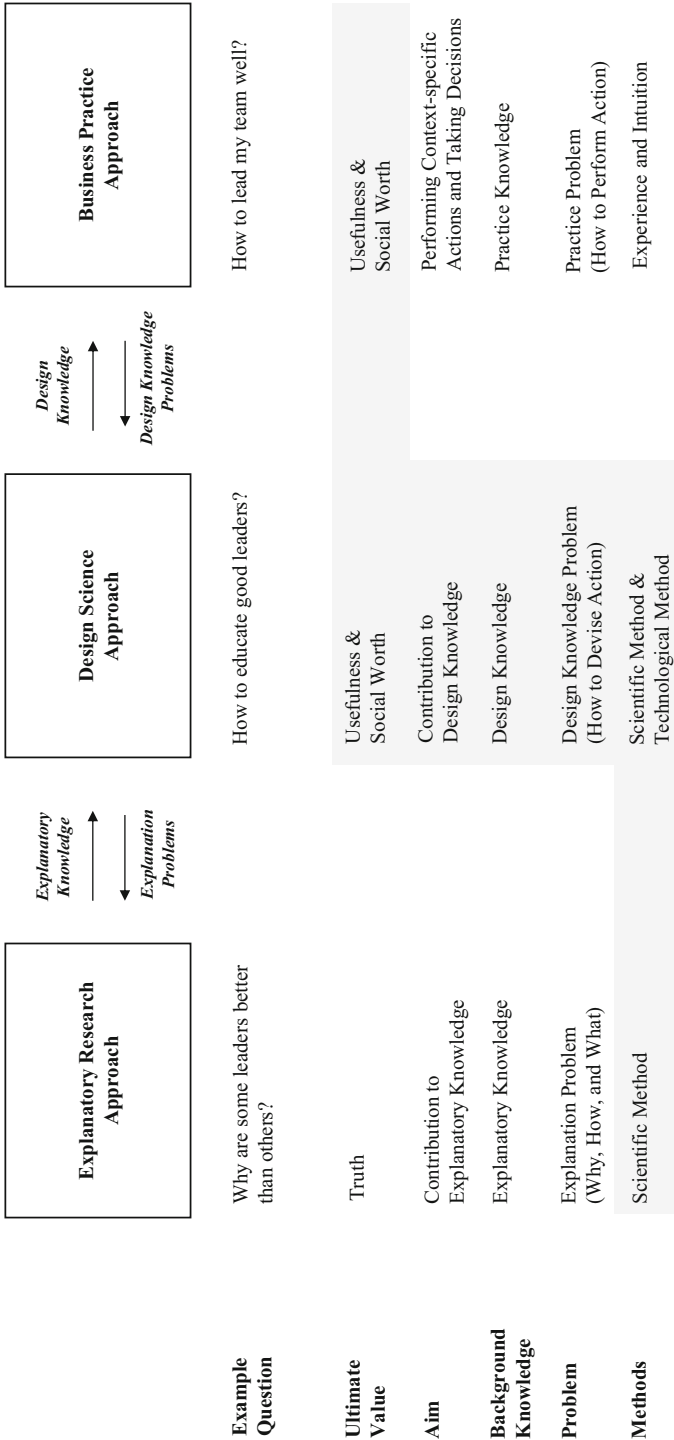 Explanatory Research
Approach
Explanatory
Knowledge
Explanation
Problems
Design Science
Approach
Design
Knowledge
Design Knowledge
Problems
Business Practice
Approach
Example
Question
Why are some leaders better
than others?
How to educate good leaders?
How to lead my team well?
Ultimate
Value
Truth
Usefulness &
Social Worth
Usefulness &
Social Worth
Aim
Contribution to
Explanatory Knowledge
Contribution to
Design Knowledge
Performing Context-specific
Actions and Taking Decisions
Background
Knowledge
Explanatory Knowledge
Design Knowledge
Practice Knowledge
Problem
Explanation Problem
(Why, How, and What)
Design Knowledge Problem
(How to Devise Action)
Practice Problem
(How to Perform Action)
Methods
Scientific Method
Scientific Method &
Technological Method
Experience and Intuition